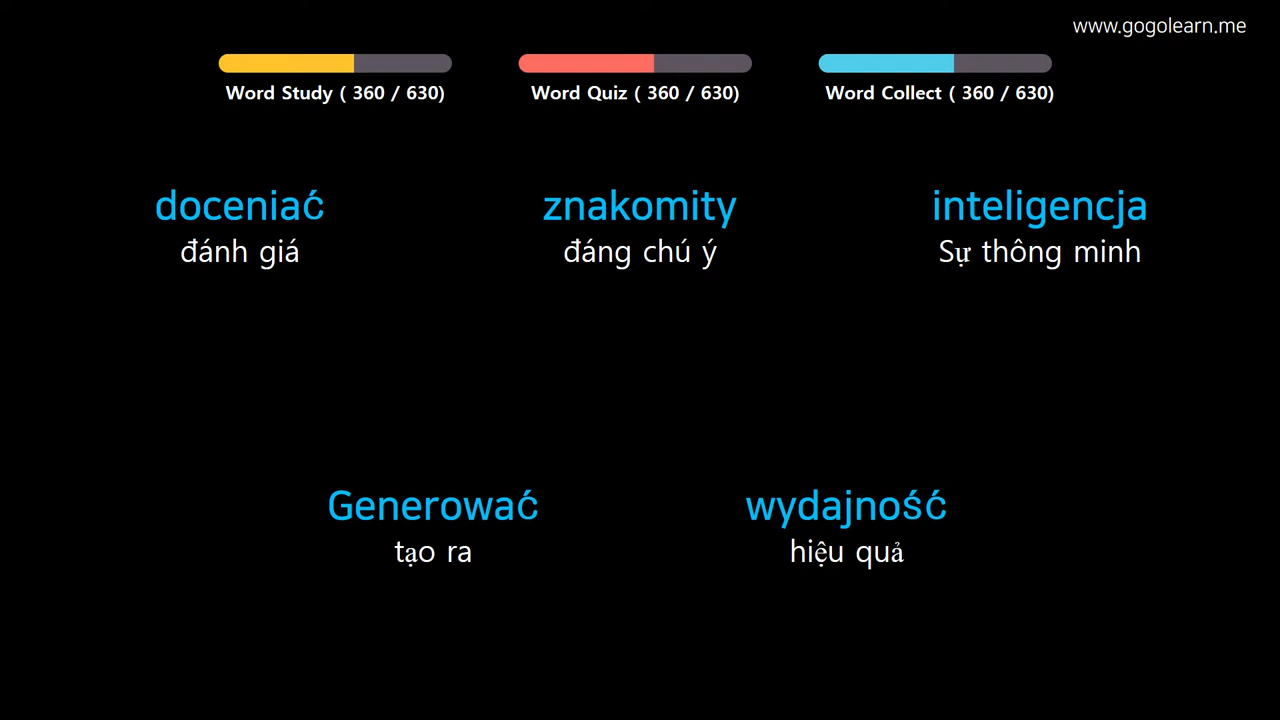 www.gogolearn.me
Word Study ( 360 / 630)
Word Quiz ( 360 / 630)
Word Collect ( 360 / 630)
doceniać
đánh giá
znakomity
đáng chú ý
inteligencja
Sự thông minh
Generować
tạo ra
wydajność
hiệu quả